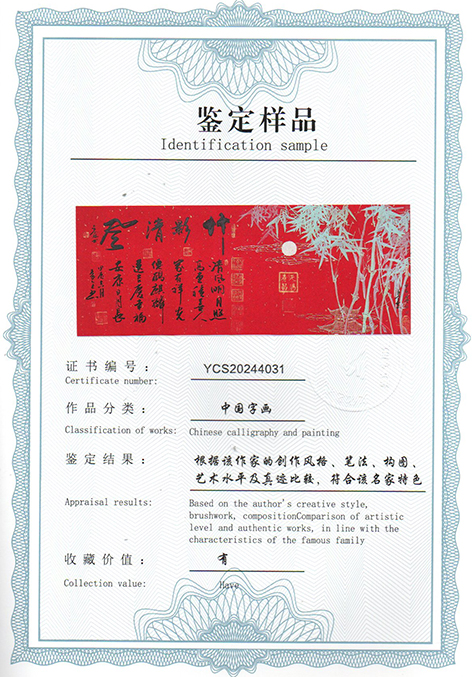 鉴定样品
Identification sample
竹影清
清风明月照
证书编号：
YCS20244031
Certificate number:
作品分类：
中国字画
Classification of works:
Chinese calligraphy and painting
鉴定结果：
根据该作家的创作风格、笔法、构图、
艺术水平及真迹比较，符合该名家特色
Appraisal results:
Based on the author's creative style,
brushwork, compositionComparison of artistic
level and authentic works, in line with the
characteristics of the famous family
收藏价值：
有
Collection value:
Have